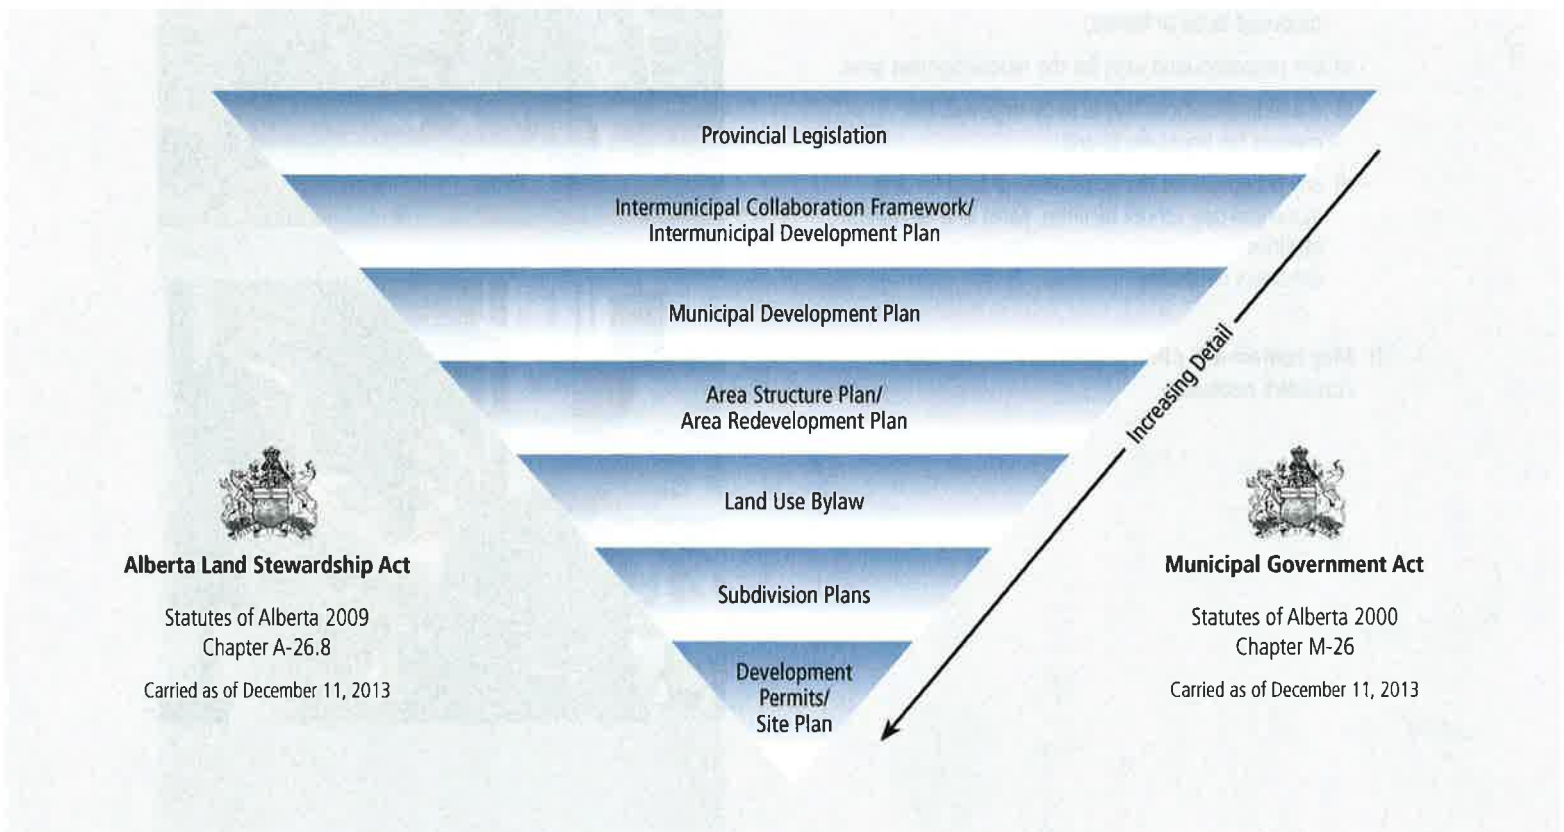 Provincial Legislation
Intermunicipal Collaboration Framework/
Intermunicipal Development Plan
Municipal Development Plan
Area Structure Plan/
Area Redevelopment Plan
Land Use Bylaw
Subdivision Plans
Development
Permits/
Site Plan
Increasing Detail
Alberta Land Stewardship Act
Statutes of Alberta 2009
Chapter A-26.8
Carried as of December 11, 2013
Municipal Government Act
Statutes of Alberta 2000
Chapter M-26
Carried as of December 11, 2013